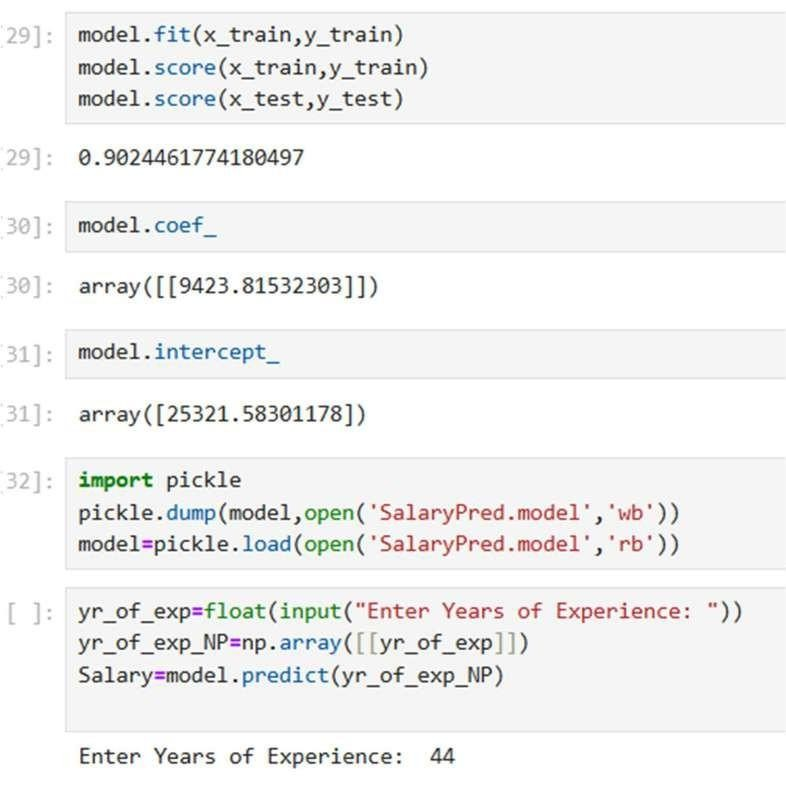 29]: model.fit(x_train,y_train)
model.score(x_train,y_train)
model.score(x_test,y_test)
29]: 0.9024461774180497
30]: model.coef_
30]: array([[9423.81532303]])
31]: model.intercept_
31]: array([25321.58301178])
32]: import pickle
pickle.dump(model,open('SalaryPred.model','wb'))
model=pickle.load(open('SalaryPred.model','rb'))
[ ]: yr_of_exp=float(input("Enter Years of Experience: "))
yr_of_exp_NP=np.array([[yr_of_exp]])
Salary=model.predict(yr_of_exp_NP)
Enter Years of Experience:  44